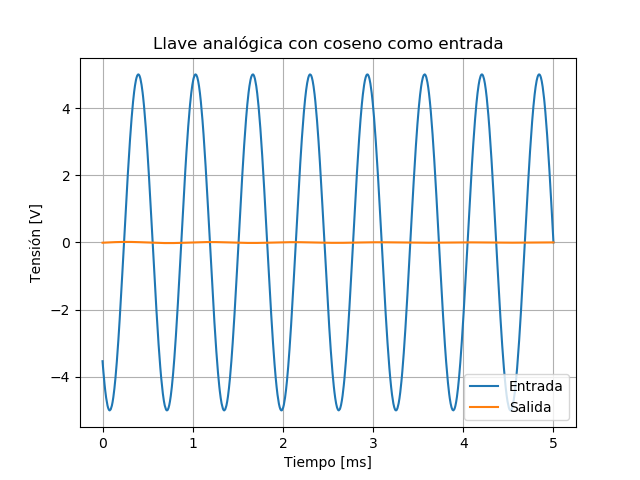 Llave analógica con coseno como entrada
Tensión [V]
4
2
0
−2
−4
0 1 2 3 4 5
Tiempo [ms]
Entrada
Salida